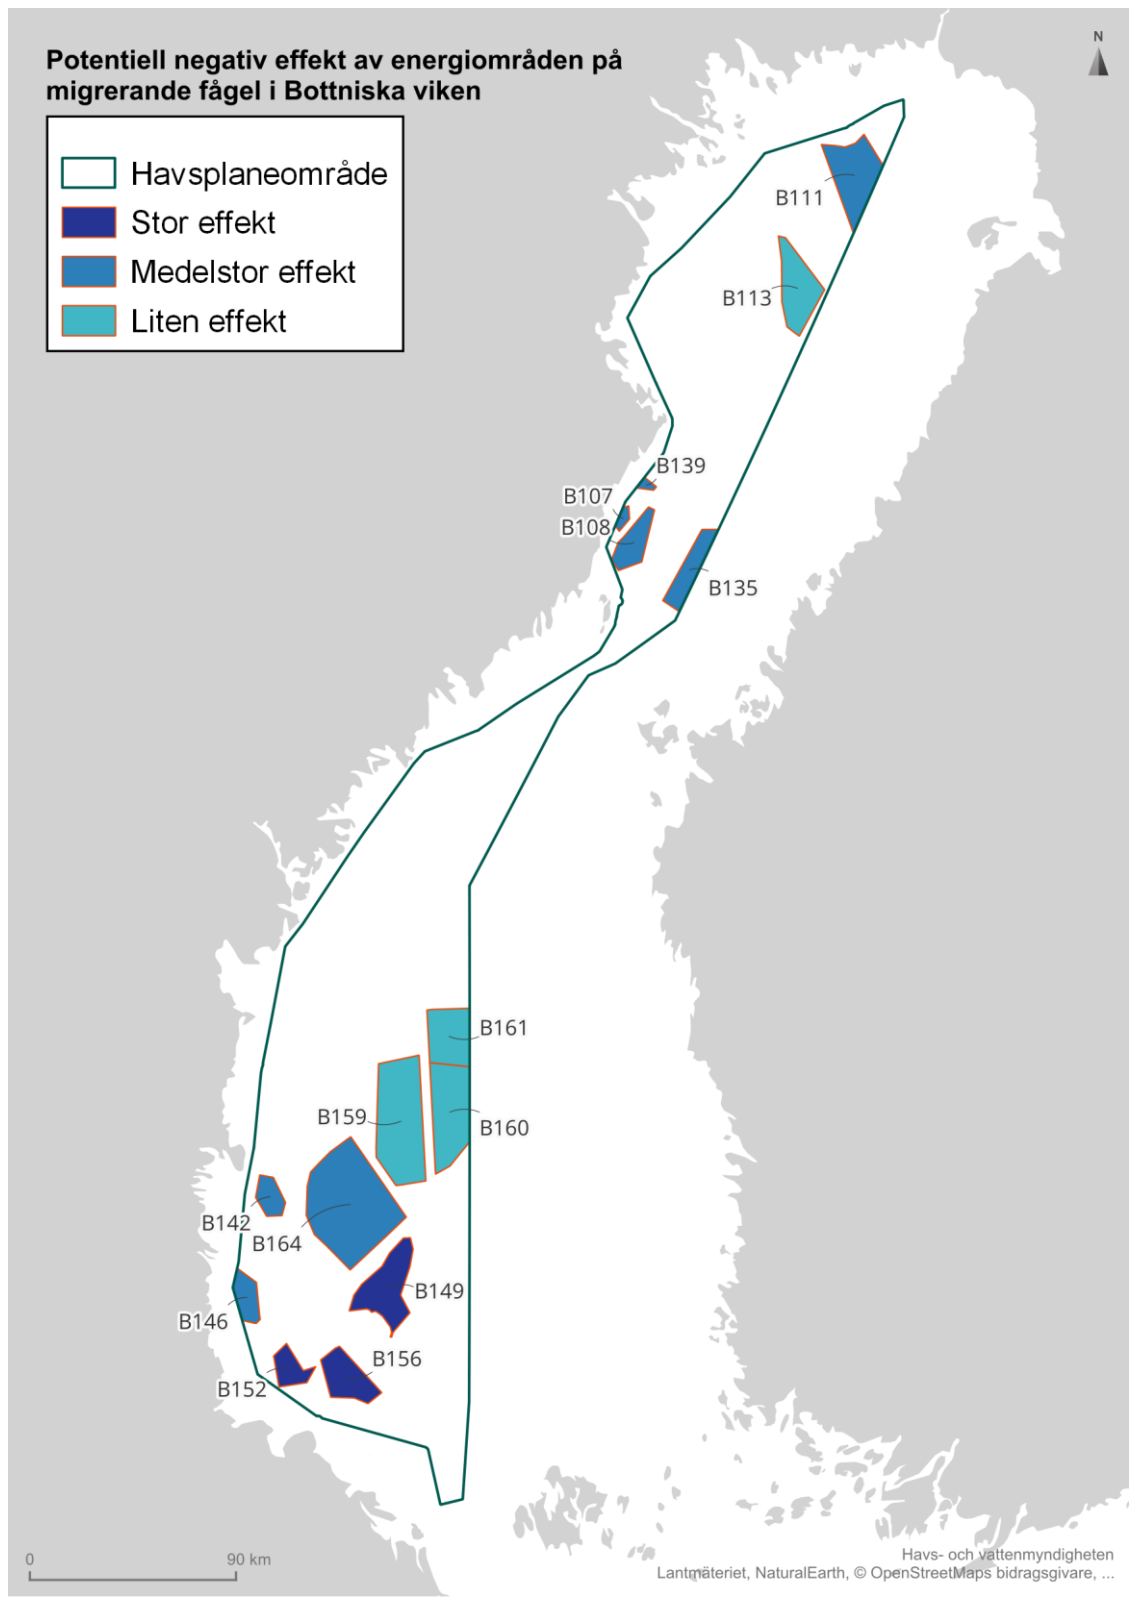 Potentiell negativ effekt av energiområden på
migrerande fågel i Bottniska viken
N
Havsplaneområde
Stor effekt
Medelstor effekt
Liten effekt
B111
B113
B139
B107
B108
B135
B161
B159
B160
B142
B164
B149
B146
B156
B152
0 90 km
Havs- och vattenmyndigheten
Lantmäteriet, NaturalEarth, © OpenStreetMaps bidragsgivare, ...